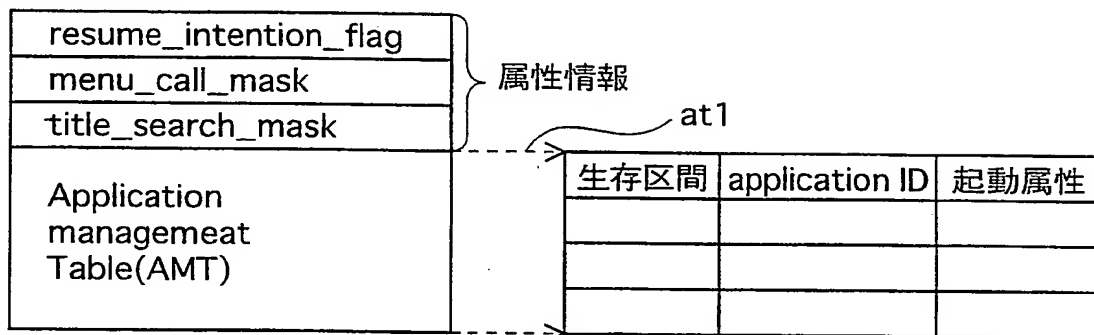 resume_intention_flag
menu_call_mask
title_search_mask
属性情報
at1
Application
managemeat
Table(AMT)
生存区間 application ID 起動属性